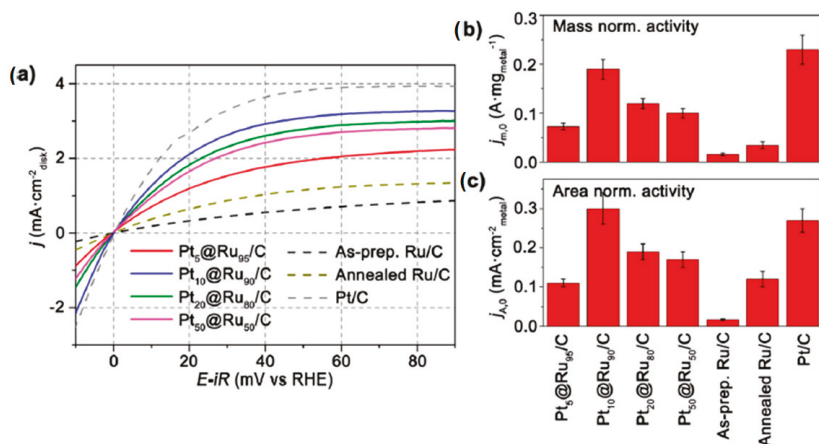 (a)
4
2
0
-2
j (mA·cm⁻²disk)
0 20 40 60 80
E-iR (mV vs RHE)
Pt₅@Ru₉₅/C
Pt₁₀@Ru₉₀/C
Pt₂₀@Ru₈₀/C
Pt₅₀@Ru₅₀/C
As-prep. Ru/C
Annealed Ru/C
Pt/C
(b)
Mass norm. activity
0.3
0.2
0.1
0.0
jm,0 (A·mgmetal⁻¹)
(c)
Area norm. activity
0.3
0.2
0.1
0.0
jA,0 (mA·cm⁻²metal)
Pt₅@Ru₉₅/C
Pt₁₀@Ru₉₀/C
Pt₂₀@Ru₈₀/C
Pt₅₀@Ru₅₀/C
As-prep. Ru/C
Annealed Ru/C
Pt/C